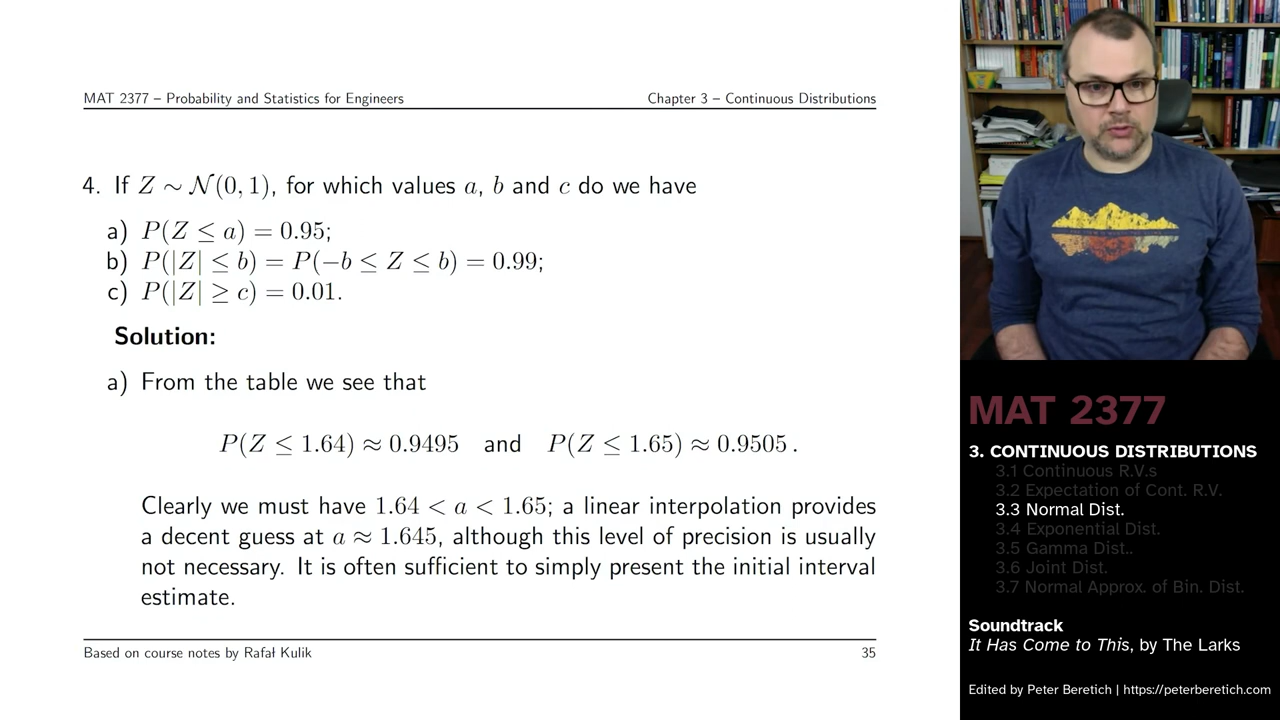 MAT 2377 – Probability and Statistics for Engineers Chapter 3 – Continuous Distributions
4. If Z ∼ 𝒩(0, 1), for which values a, b and c do we have
a) P(Z ≤ a) = 0.95;
b) P(|Z| ≤ b) = P(−b ≤ Z ≤ b) = 0.99;
c) P(|Z| ≥ c) = 0.01.
Solution:
a) From the table we see that
P(Z ≤ 1.64) ≈ 0.9495 and P(Z ≤ 1.65) ≈ 0.9505 .
Clearly we must have 1.64 < a < 1.65; a linear interpolation provides
a decent guess at a ≈ 1.645, although this level of precision is usually
not necessary. It is often sufficient to simply present the initial interval
estimate.
Based on course notes by Rafał Kulik 35
MAT 2377
3. CONTINUOUS DISTRIBUTIONS
3.1 Continuous R.V.s
3.2 Expectation of Cont. R.V.
3.3 Normal Dist.
3.4 Exponential Dist.
3.5 Gamma Dist..
3.6 Joint Dist.
3.7 Normal Approx. of Bin. Dist.
Soundtrack
It Has Come to This, by The Larks
Edited by Peter Beretich | https://peterberetich.com